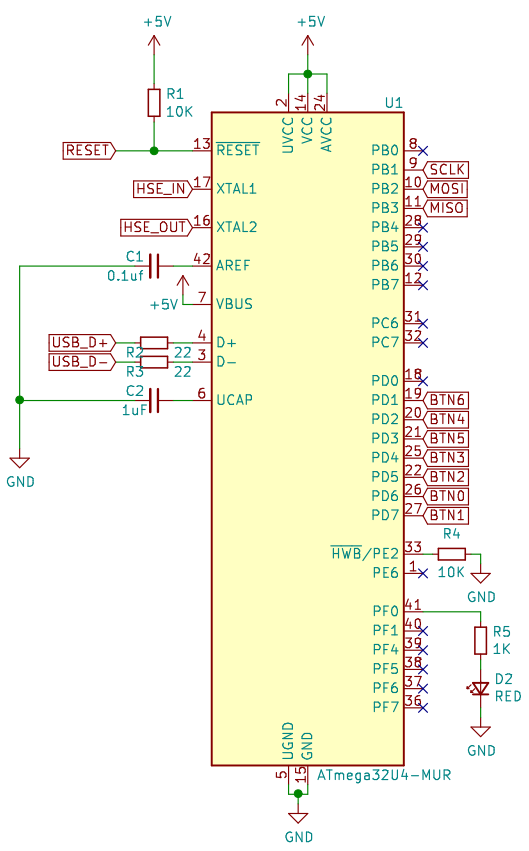 +5V
+5V
R1
10K
2
14
24
U1
UVCC
VCC
AVCC
RESET
13
RESET
PB0
8
PB1
9
SCLK
HSE_IN
17
XTAL1
PB2
10
MOSI
PB3
11
MISO
HSE_OUT
16
XTAL2
PB4
28
PB5
29
C1
0.1uf
42
AREF
PB6
30
PB7
12
+5V
7
VBUS
PC6
31
USB_D+
R2
22
4
D+
PC7
32
USB_D-
R3
22
3
D-
PD0
18
C2
1uF
6
UCAP
PD1
19
BTN6
PD2
20
BTN4
PD3
21
BTN5
PD4
25
BTN3
GND
PD5
22
BTN2
PD6
26
BTN0
PD7
27
BTN1
R4
10K
HWB/PE2
33
PE6
1
GND
PF0
41
PF1
40
R5
1K
PF4
39
PF5
38
D2
RED
PF6
37
PF7
36
GND
UGND
GND
5
15
ATmega32U4-MUR
GND